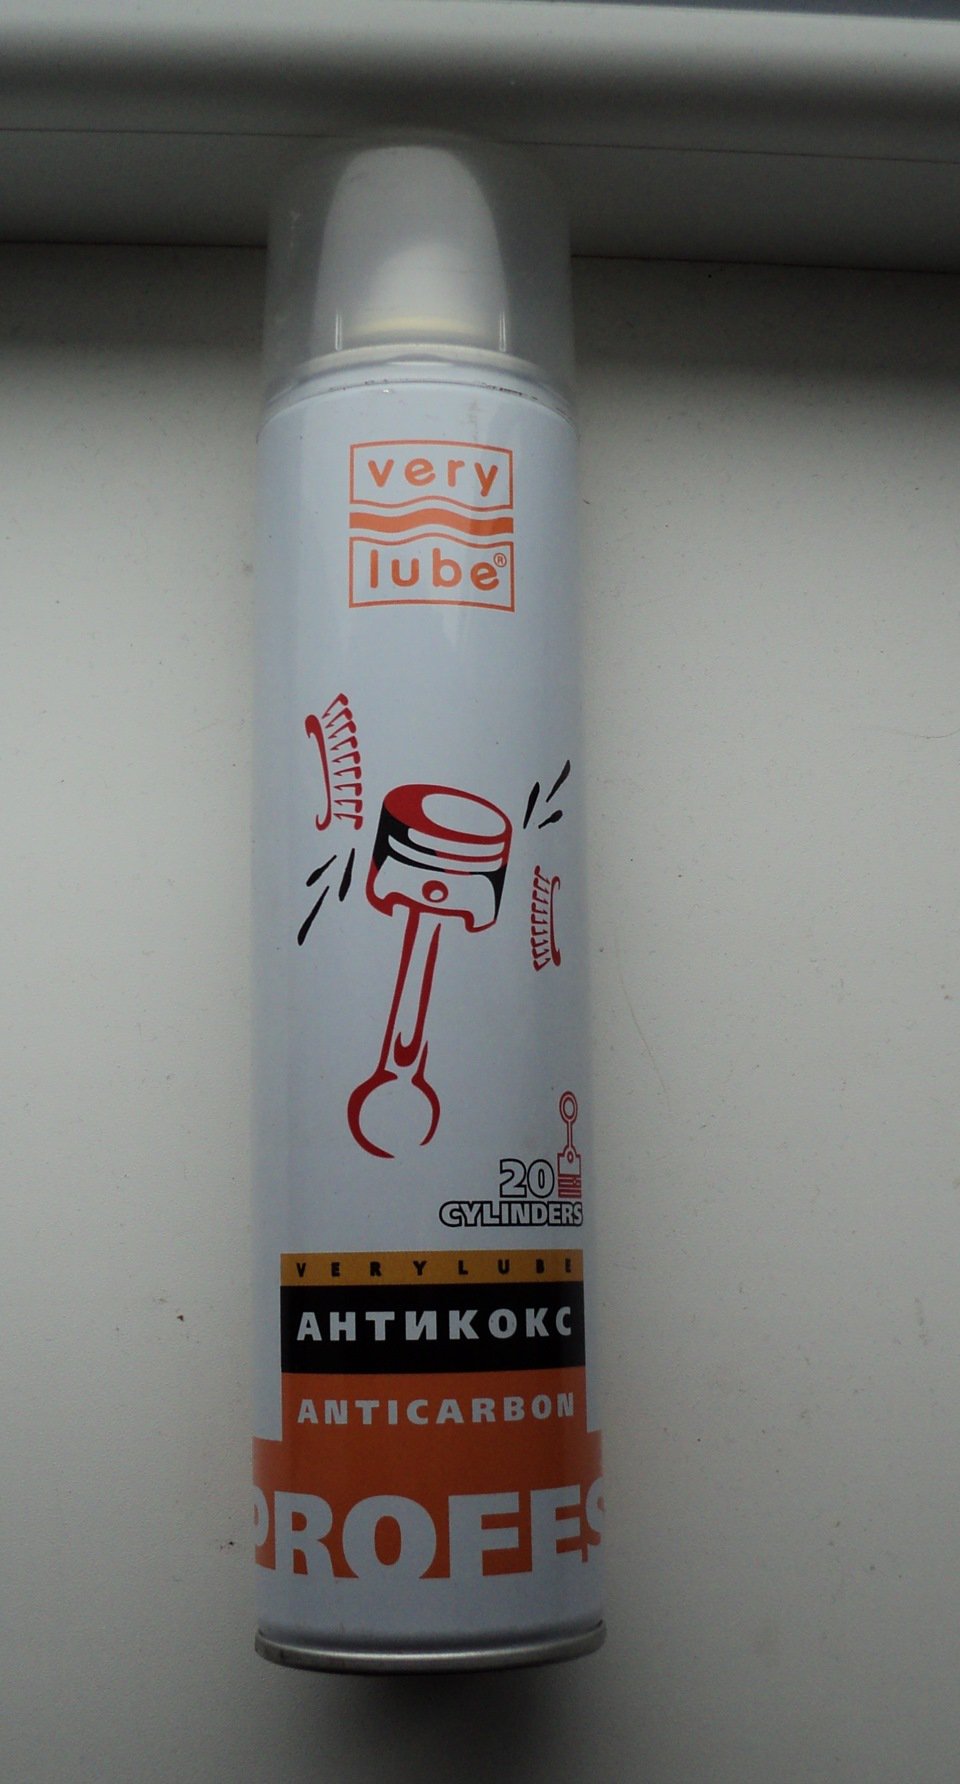 very
lube®
20
CYLINDERS
VERYLUBE
АНТИКОКС
ANTICARBON
PROFES